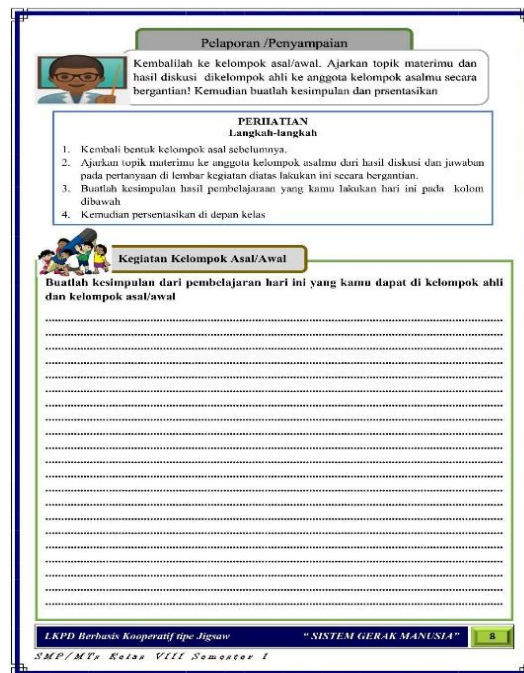 Pelaporan /Penyampaian
Kembalilah ke kelompok asal/awal. Ajarkan topik materimu dan
hasil diskusi dikelompok ahli ke anggota kelompok asalmu secara
bergantian! Kemudian buatlah kesimpulan dan prsentasikan
PERHATIAN
Langkah-langkah
1. Kembali bentuk kelompok asal sebelumnya.
2. Ajarkan topik materimu ke anggota kelompok asalmu dari hasil diskusi dan jawaban
pada pertanyaan di lembar kegiatan diatas lakukan ini secara bergantian.
3. Buatlah kesimpulan hasil pembelajaraan yang kamu lakukan hari ini pada kolom
dibawah
4. Kemudian persentasikan di depan kelas
Kegiatan Kelompok Asal/Awal
Buatlah kesimpulan dari pembelajaran hari ini yang kamu dapat di kelompok ahli
dan kelompok asal/awal
LKPD Berbasis Kooperatif tipe Jigsaw " SISTEM GERAK MANUSIA" 8
SMP/MTs Kelas VIII Semester 1